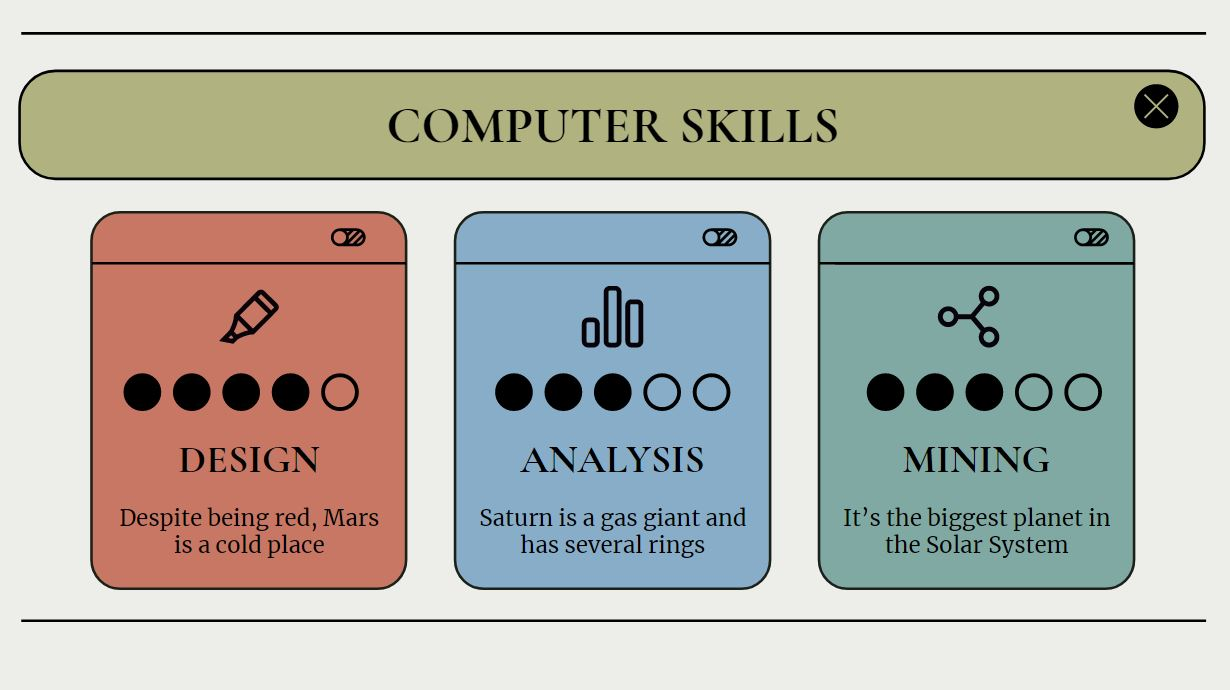 COMPUTER SKILLS
DESIGN
Despite being red, Mars
is a cold place
ANALYSIS
Saturn is a gas giant and
has several rings
MINING
It’s the biggest planet in
the Solar System